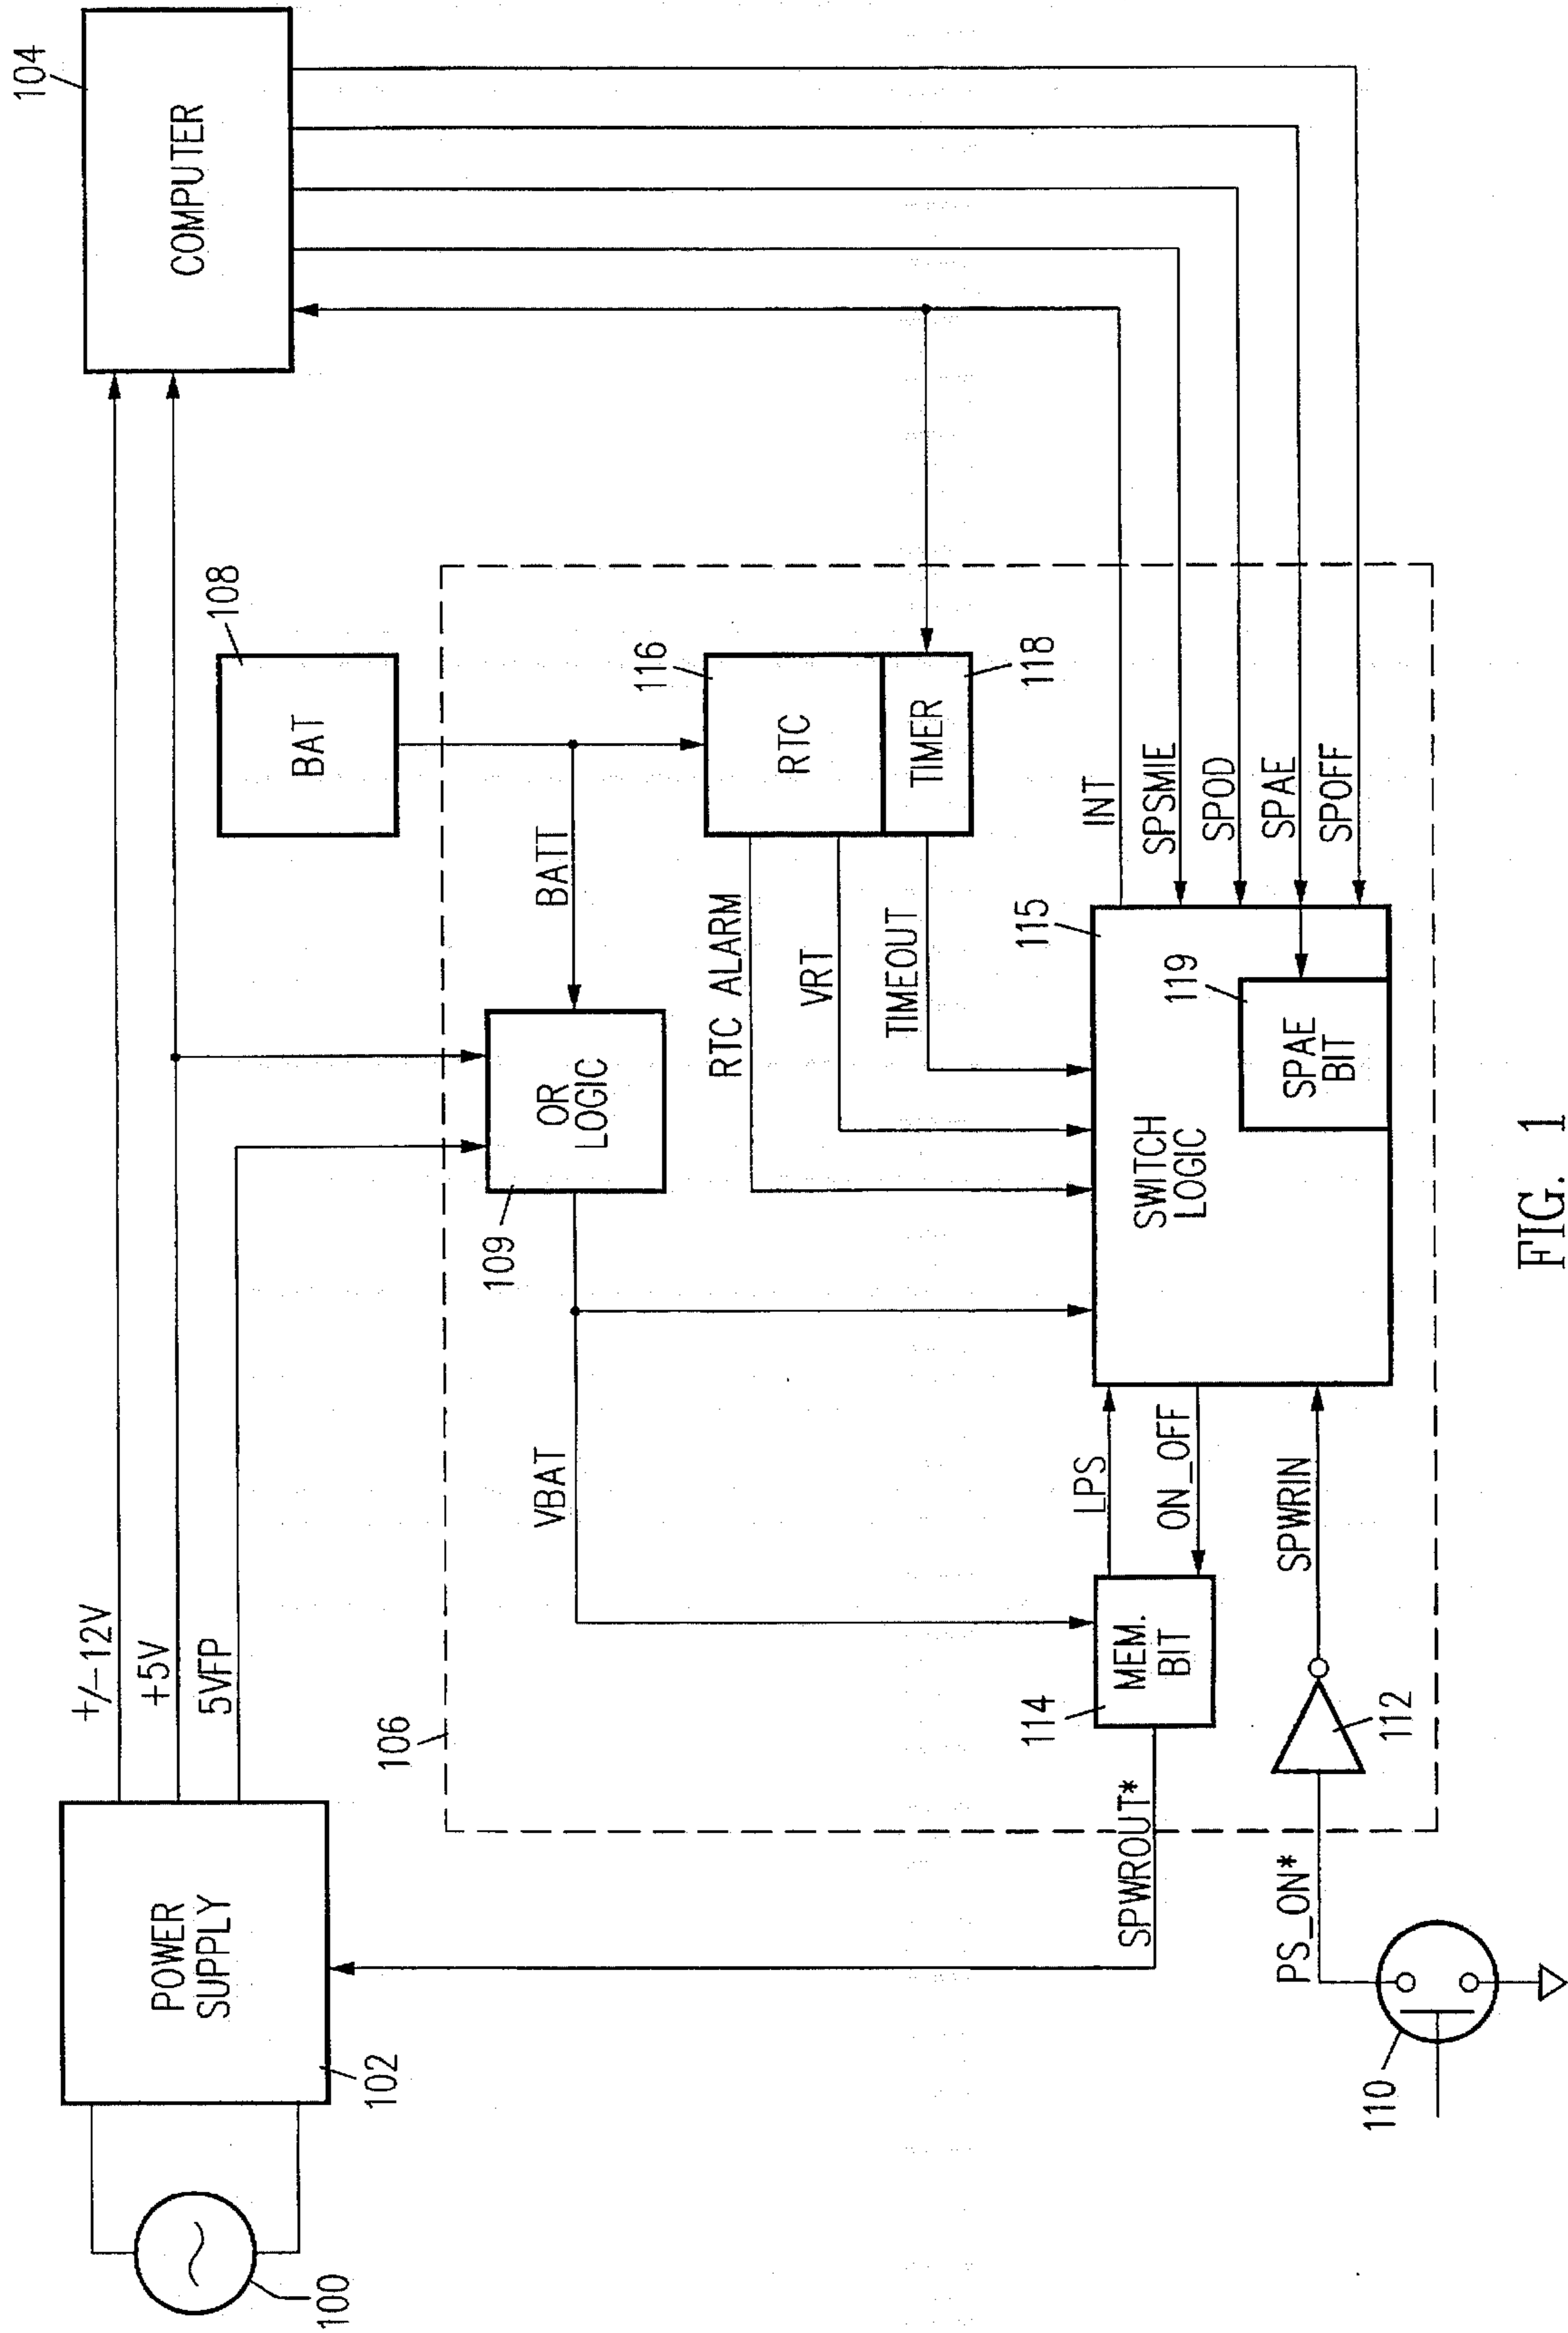 104
COMPUTER
+/-12V
+5V
5VFP
POWER
SUPPLY
102
100
108
BAT
BATT
106
109
OR
LOGIC
VBAT
116
RTC
TIMER
118
RTC ALARM
VRT
TIMEOUT
115
SWITCH
LOGIC
119
SPAE
BIT
INT
SPSMIE
SPOD
SPAE
SPOFF
LPS
ON_OFF
SPWRIN
114
MEM.
BIT
112
SPWROUT*
PS_ON*
110
FIG. 1